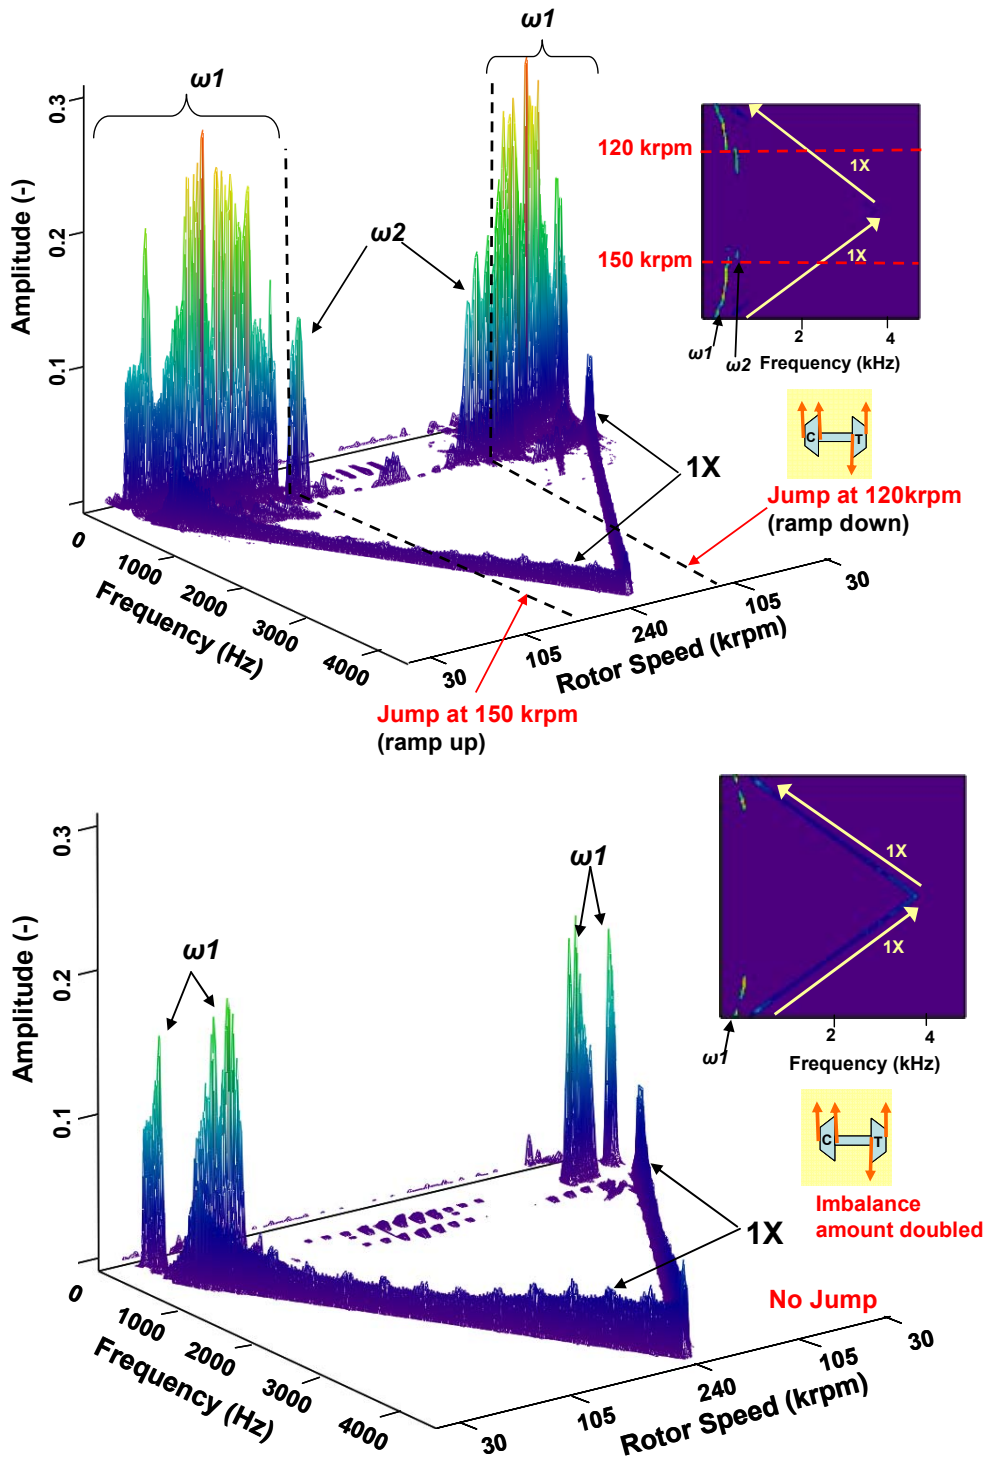 ω1
ω1
0.3
0.2
0.1
Amplitude (-)
ω2
120 krpm
1X
1X
150 krpm
2
4
ω1
ω2
Frequency (kHz)
C
T
1X
Jump at 120krpm
(ramp down)
0
1000
2000
3000
4000
Frequency (Hz)
30
105
240
105
30
Rotor Speed (krpm)
Jump at 150 krpm
(ramp up)
0.3
0.2
0.1
Amplitude (-)
ω1
ω1
1X
1X
2
4
ω1
Frequency (kHz)
C
T
Imbalance
amount doubled
1X
No Jump
0
1000
2000
3000
4000
Frequency (Hz)
30
105
240
105
30
Rotor Speed (krpm)